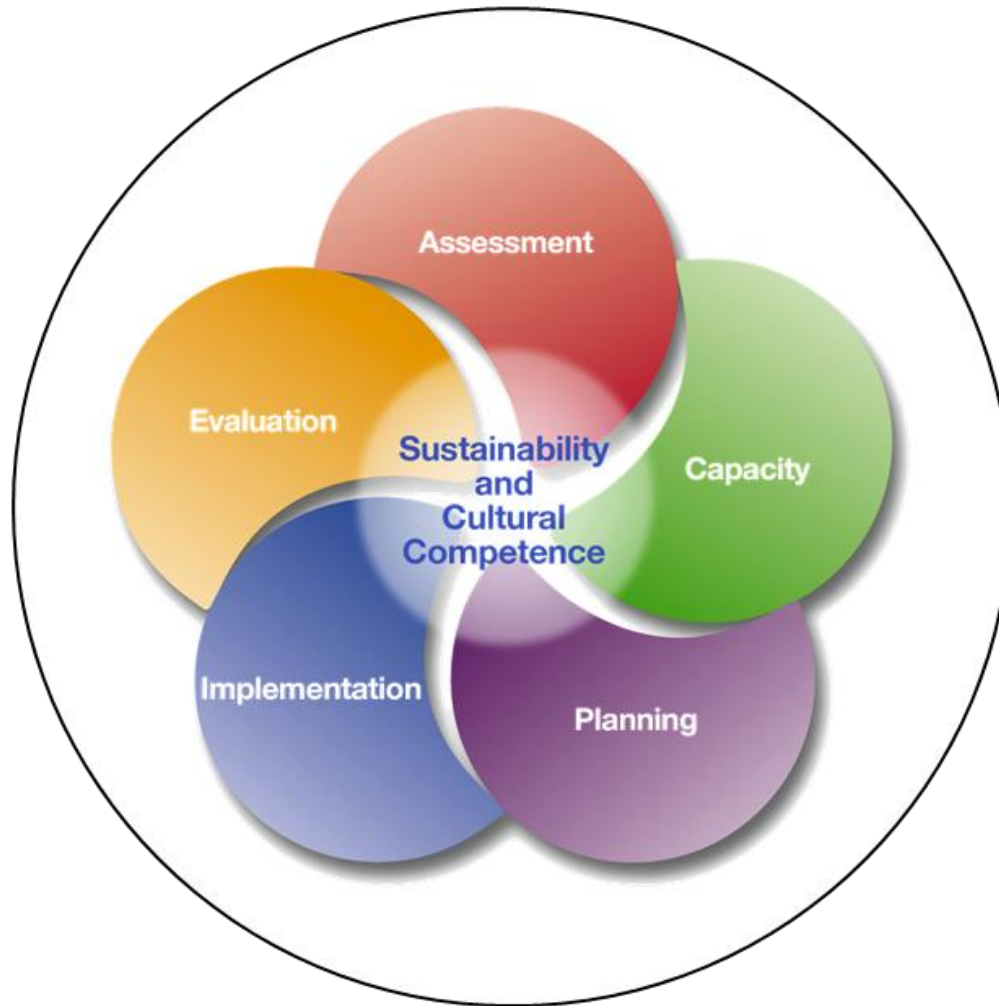 Assessment
Evaluation
Sustainability
and
Cultural
Competence
Capacity
Implementation
Planning